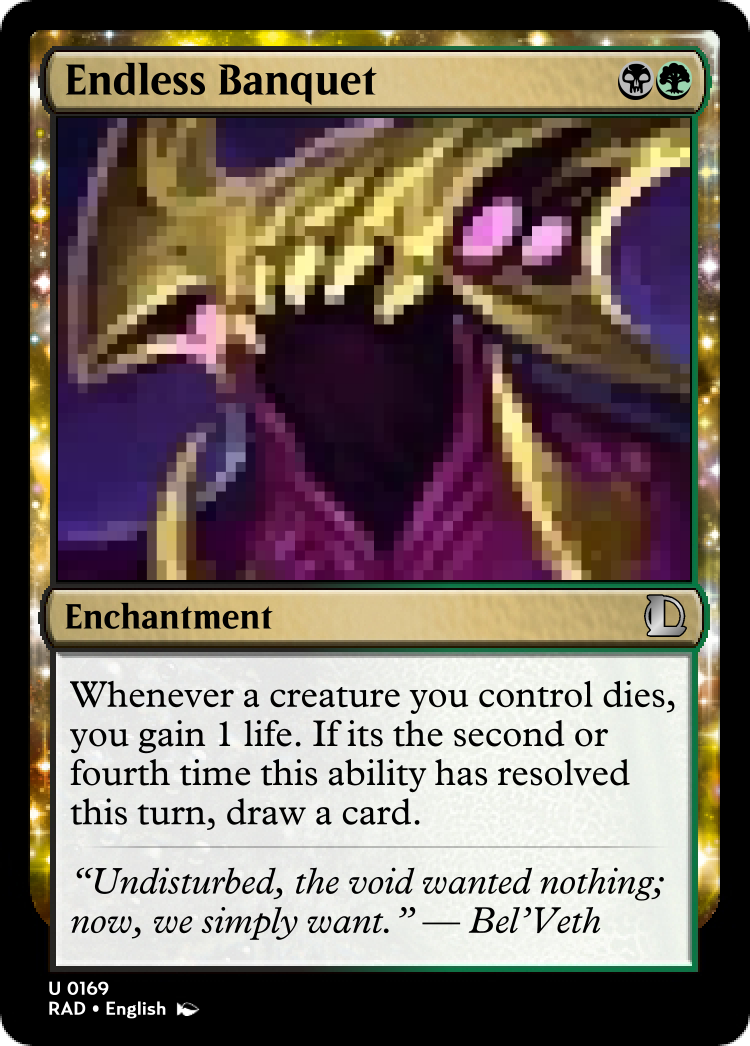 Endless Banquet
Enchantment
Whenever a creature you control dies,
you gain 1 life. If its the second or
fourth time this ability has resolved
this turn, draw a card.
“Undisturbed, the void wanted nothing;
now, we simply want.” — Bel’Veth
U 0169
RAD • English